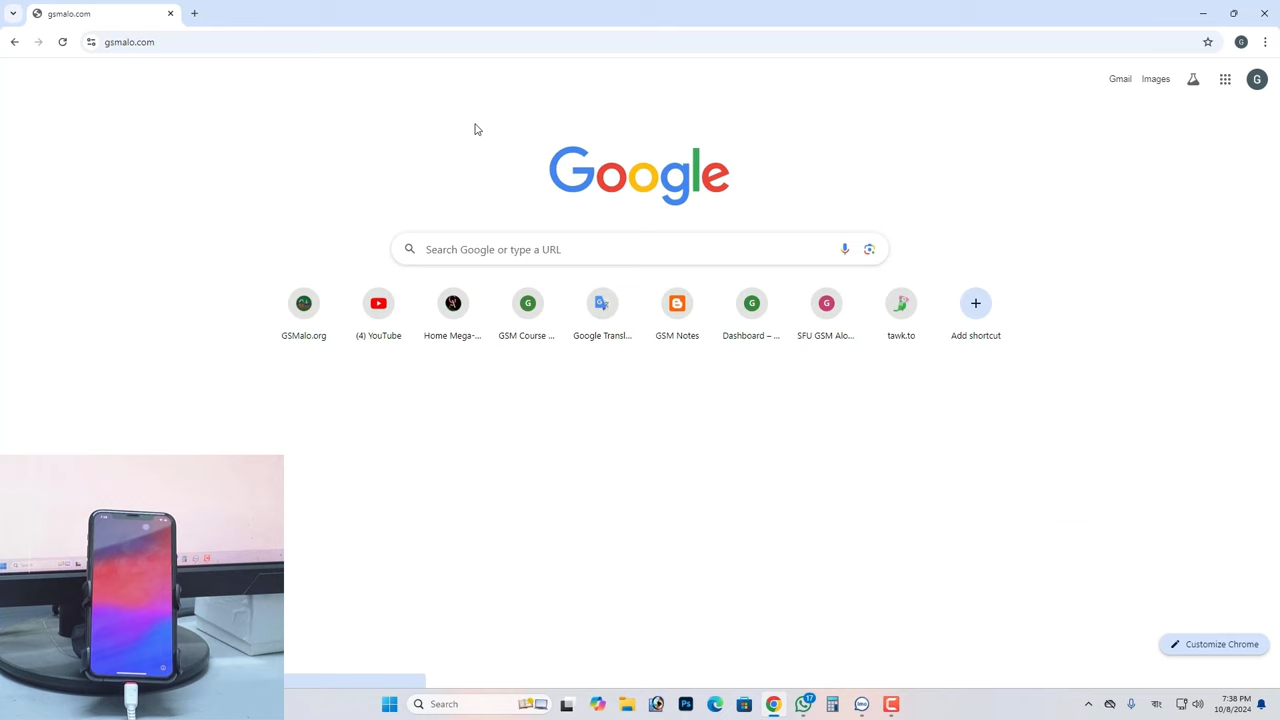 gsmalo.com
gsmalo.com
Gmail Images G
Google
Search Google or type a URL
G G G
GSMalo.org (4) YouTube Home Mega-... GSM Course ... Google Transl... GSM Notes Dashboard – ... SFU GSM Alo... tawk.to Add shortcut
Customize Chrome
Search
17
7:38 PM
10/8/2024